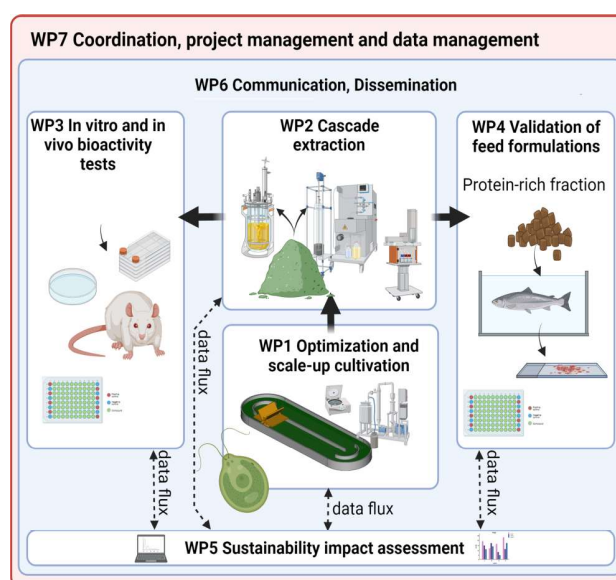 WP7 Coordination, project management and data management
WP6 Communication, Dissemination
WP3 In vitro and in
vivo bioactivity
tests
WP2 Cascade
extraction
WP4 Validation of
feed formulations
Protein-rich fraction
data flux
WP1 Optimization and
scale-up cultivation
data flux
data flux
data flux
WP5 Sustainability impact assessment